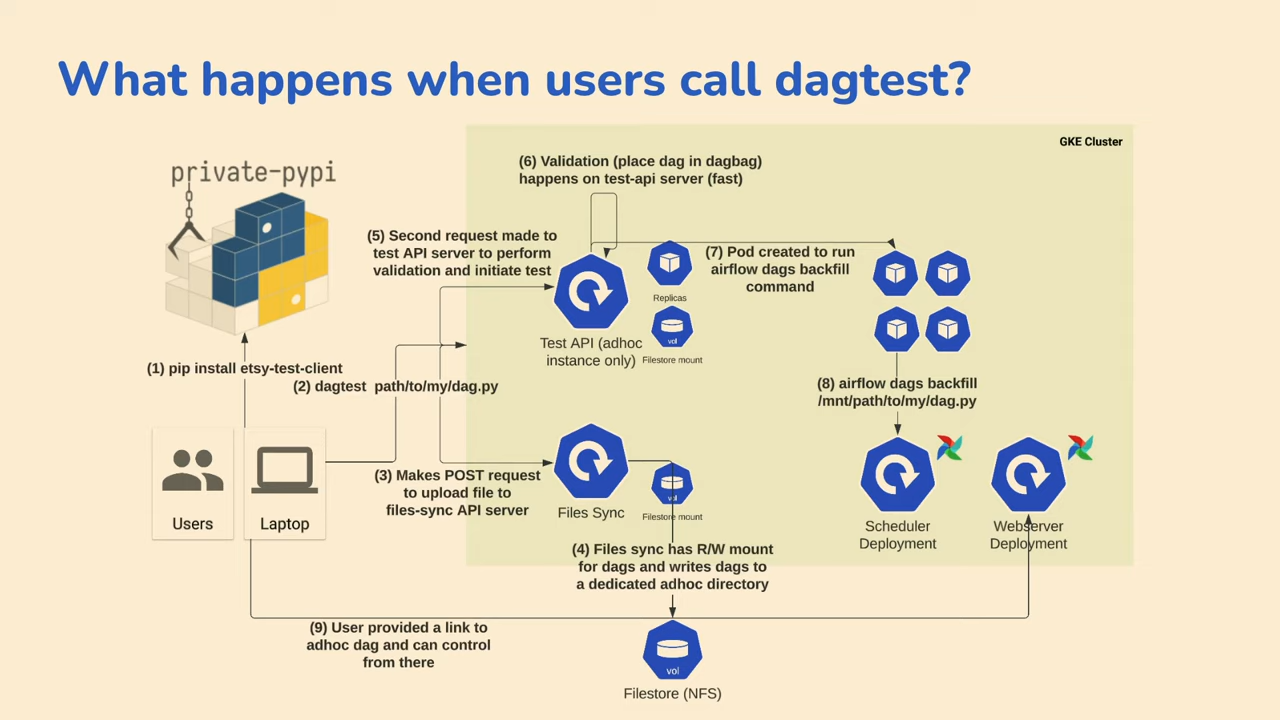 What happens when users call dagtest?
GKE Cluster
private-pypi
(6) Validation (place dag in dagbag)
happens on test-api server (fast)
(5) Second request made to
test API server to perform
validation and initiate test
(7) Pod created to run
airflow dags backfill
command
Replicas
vol
Filestore mount
Test API (adhoc
instance only)
(1) pip install etsy-test-client
(2) dagtest path/to/my/dag.py
(8) airflow dags backfill
/mnt/path/to/my/dag.py
Users
Laptop
(3) Makes POST request
to upload file to
files-sync API server
Files Sync
vol
Filestore mount
Scheduler
Deployment
Webserver
Deployment
(4) Files sync has R/W mount
for dags and writes dags to
a dedicated adhoc directory
(9) User provided a link to
adhoc dag and can control
from there
vol
Filestore (NFS)